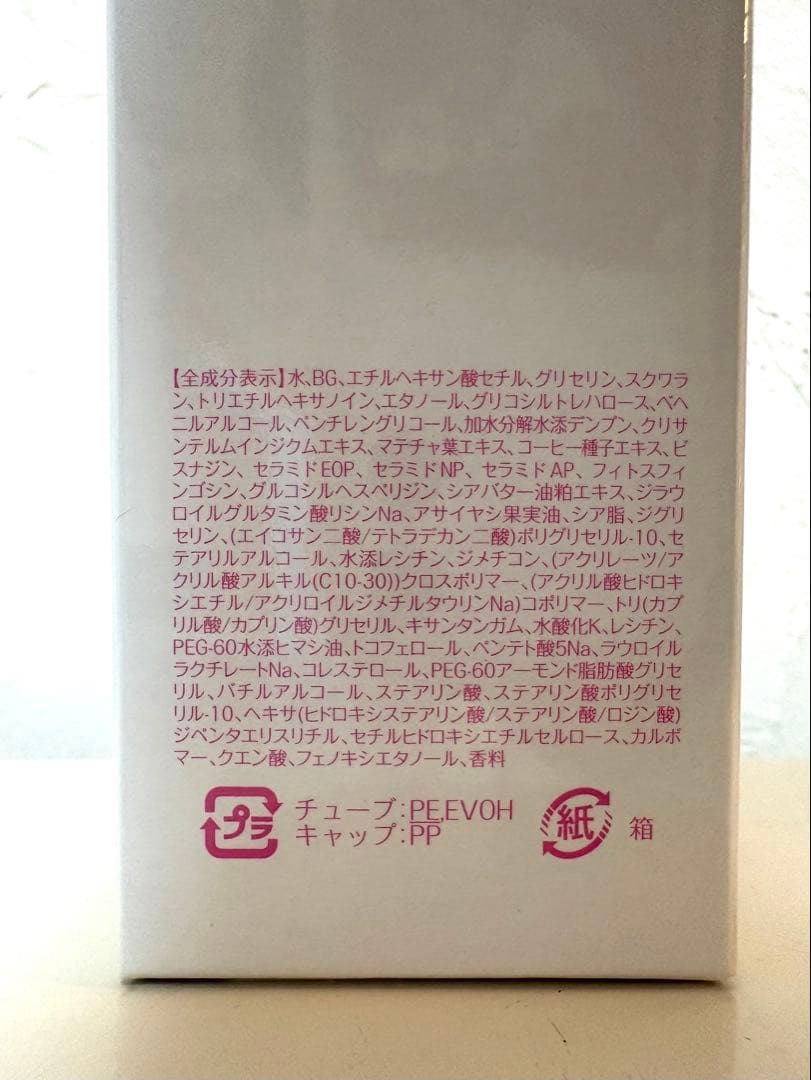 【全成分表示】水、BG、エチルヘキサン酸セチル、グリセリン、スクワラ
ン、トリエチルヘキサノイン、エタノール、グリコシルトレハロース、ベヘ
ニルアルコール、ペンチレングリコール、加水分解水添デンプン、クリサ
ンテルムインジクムエキス、マテチャ葉エキス、コーヒー種子エキス、ビ
スナジン、セラミドEOP、セラミドNP、セラミドAP、フィトスフィ
ンゴシン、グルコシルヘスペリジン、シアバター油粕エキス、ジラウ
ロイルグルタミン酸リシンNa、アサイヤシ果実油、シア脂、ジグリ
セリン、(エイコサン二酸/テトラデカン二酸)ポリグリセリル-10、セ
テアリルアルコール、水添レシチン、ジメチコン、(アクリレーツ/ア
クリル酸アルキル(C10-30))クロスポリマー、(アクリル酸ヒドロキ
シエチル/アクリロイルジメチルタウリンNa)コポリマー、トリ(カプ
リル酸/カプリン酸)グリセリル、キサンタンガム、水酸化K、レシチン、
PEG-60水添ヒマシ油、トコフェロール、ペンテト酸5Na、ラウロイル
ラクチレートNa、コレステロール、PEG-60アーモンド脂肪酸グリセ
リル、バチルアルコール、ステアリン酸、ステアリン酸ポリグリセ
リル-10、ヘキサ(ヒドロキシステアリン酸/ステアリン酸/ロジン酸)
ジペンタエリスリチル、セチルヒドロキシエチルセルロース、カルボ
マー、クエン酸、フェノキシエタノール、香料
プラ チューブ:PE,EVOH
キャップ:PP
紙 箱